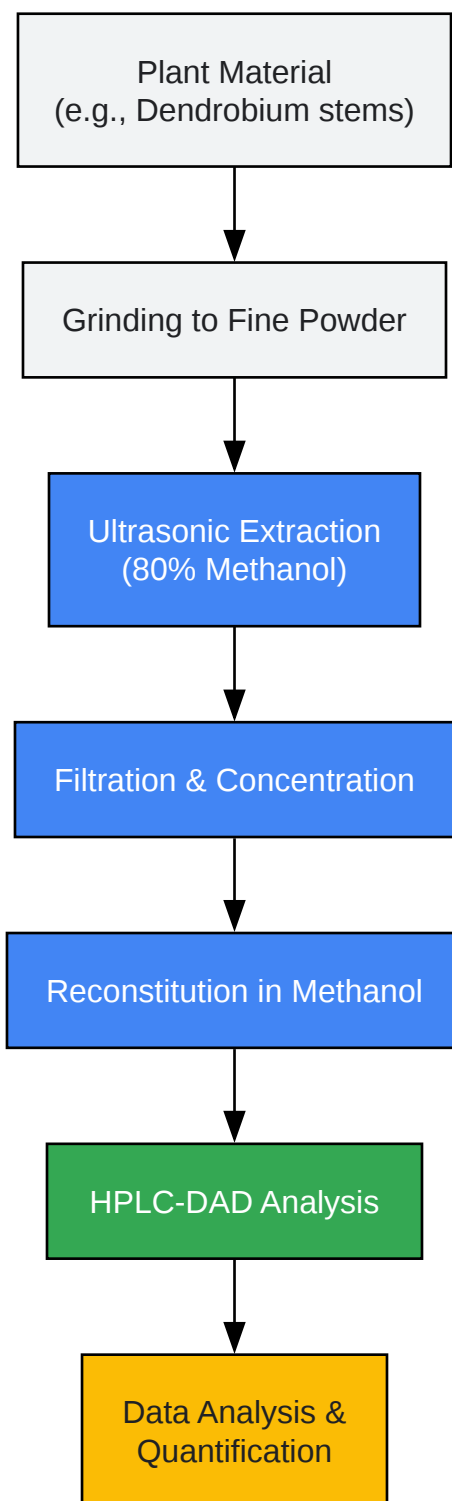 Plant Material
(e.g., Dendrobium stems)
Grinding to Fine Powder
Ultrasonic Extraction
(80% Methanol)
Filtration & Concentration
Reconstitution in Methanol
HPLC-DAD Analysis
Data Analysis &
Quantification